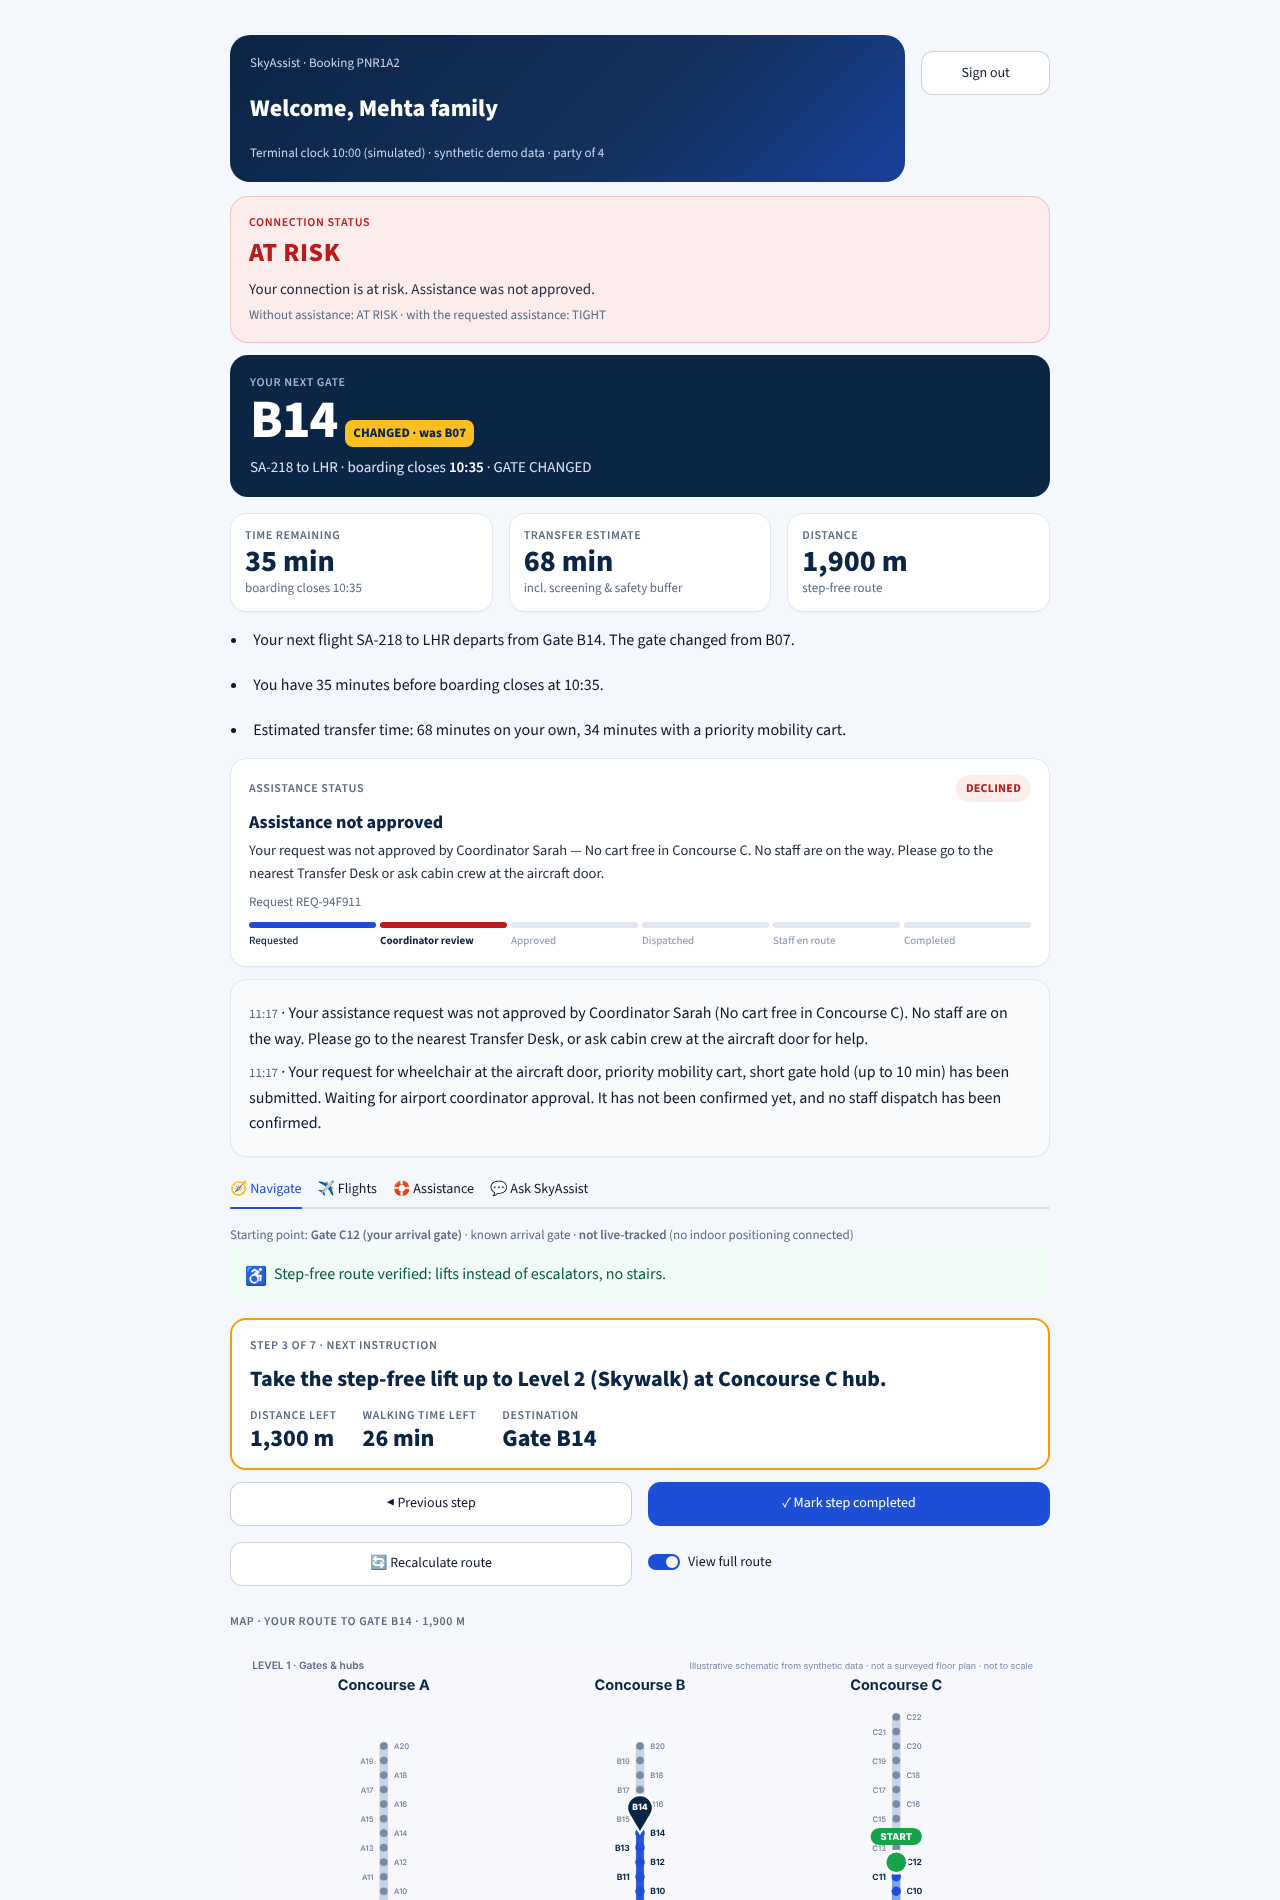 SkyAssist · Booking PNR1A2
Welcome, Mehta family
Terminal clock 10:00 (simulated) · synthetic demo data · party of 4
Sign out
CONNECTION STATUS
AT RISK
Your connection is at risk. Assistance was not approved.
Without assistance: AT RISK · with the requested assistance: TIGHT
YOUR NEXT GATE
B14 CHANGED · was B07
SA-218 to LHR · boarding closes 10:35 · GATE CHANGED
TIME REMAINING
35 min
boarding closes 10:35
TRANSFER ESTIMATE
68 min
incl. screening & safety buffer
DISTANCE
1,900 m
step-free route
• Your next flight SA-218 to LHR departs from Gate B14. The gate changed from B07.
• You have 35 minutes before boarding closes at 10:35.
• Estimated transfer time: 68 minutes on your own, 34 minutes with a priority mobility cart.
ASSISTANCE STATUS
DECLINED
Assistance not approved
Your request was not approved by Coordinator Sarah — No cart free in Concourse C. No staff are on the way. Please go to the
nearest Transfer Desk or ask cabin crew at the aircraft door.
Request REQ-94F911
Requested
Coordinator review
Approved
Dispatched
Staff en route
Completed
11:17 · Your assistance request was not approved by Coordinator Sarah (No cart free in Concourse C). No staff are on
the way. Please go to the nearest Transfer Desk, or ask cabin crew at the aircraft door for help.
11:17 · Your request for wheelchair at the aircraft door, priority mobility cart, short gate hold (up to 10 min) has been
submitted. Waiting for airport coordinator approval. It has not been confirmed yet, and no staff dispatch has been
confirmed.
🧭 Navigate
✈️ Flights
🛟 Assistance
💬 Ask SkyAssist
Starting point: Gate C12 (your arrival gate) · known arrival gate · not live-tracked (no indoor positioning connected)
♿ Step-free route verified: lifts instead of escalators, no stairs.
STEP 3 OF 7 · NEXT INSTRUCTION
Take the step-free lift up to Level 2 (Skywalk) at Concourse C hub.
DISTANCE LEFT
1,300 m
WALKING TIME LEFT
26 min
DESTINATION
Gate B14
◂ Previous step
✓ Mark step completed
🔄 Recalculate route
View full route
MAP · YOUR ROUTE TO GATE B14 · 1,900 M
LEVEL 1 · Gates & hubs
Illustrative schematic from synthetic data · not a surveyed floor plan · not to scale
Concourse A
A20
A19
A18
A17
A16
A15
A14
A13
A12
A11
A10
Concourse B
B20
B19
B18
B17
B14
B15
B14
B13
B12
B11
B10
Concourse C
C22
C21
C20
C19
C18
C17
C16
C15
START
C13
C12
C11
C10